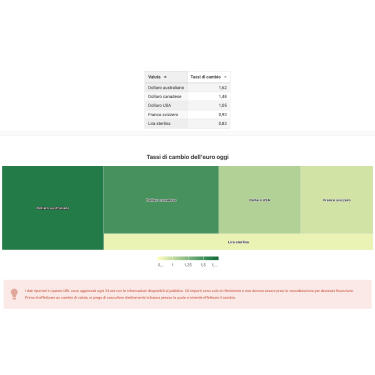 Valuta
Tassi di cambio
Dollaro australiano 1,62
Dollaro canadese 1,48
Dollaro USA 1,05
Franco svizzero 0,93
Lira sterlina 0,83
Tassi di cambio dell'euro oggi
Dollaro australiano
Dollaro canadese
Dollaro USA
Franco svizzero
Lira sterlina
1 1,25 1,5
I dati riportati in questo URL sono aggiornati ogni 24 ore con le informazioni disponibili al pubblico. Gli importi sono solo di riferimento e non devono essere presi in considerazione per decisioni finanziarie.
Prima di effettuare un cambio di valuta, si prega di consultare direttamente la banca presso la quale si intende effettuare il cambio.